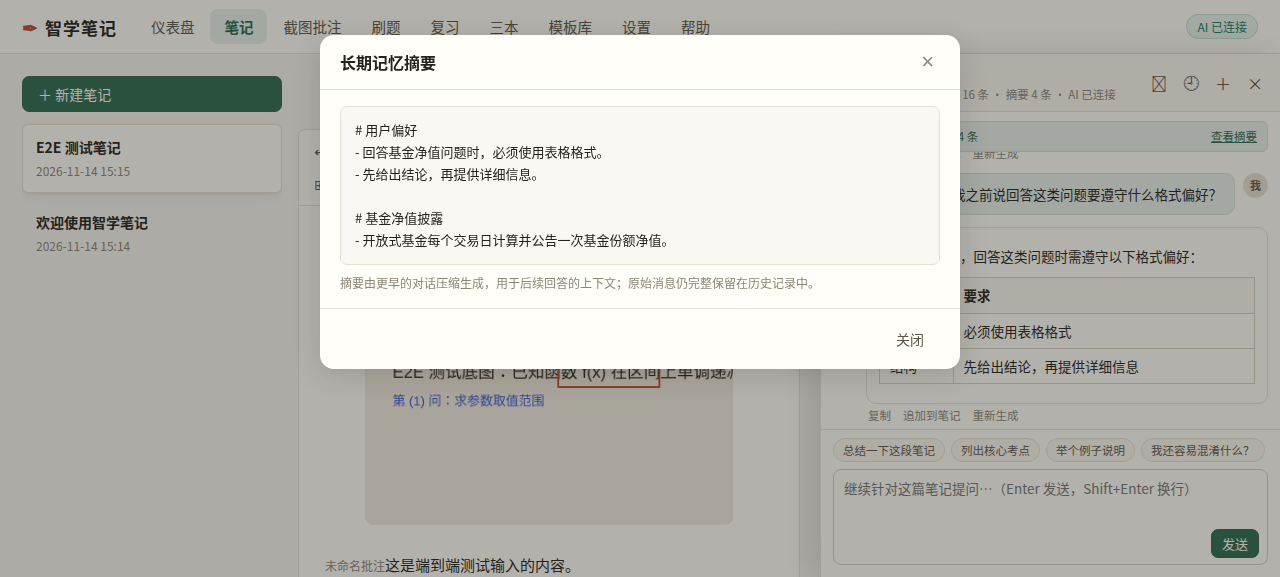 智学笔记
仪表盘 笔记 截图批注 刷题 复习 三本 模板库 设置 帮助
AI 已连接
＋ 新建笔记
E2E 测试笔记
2026-11-14 15:15
欢迎使用智学笔记
2026-11-14 15:14
长期记忆摘要
# 用户偏好
- 回答基金净值问题时，必须使用表格格式。
- 先给出结论，再提供详细信息。
# 基金净值披露
- 开放式基金每个交易日计算并公告一次基金份额净值。
摘要由更早的对话压缩生成，用于后续回答的上下文；原始消息仍完整保留在历史记录中。
关闭
E2E 测试底图：已知函数 f(x) 在区间上单调递
第 (1) 问：求参数取值范围
未命名批注这是端到端测试输入的内容。
16 条 · 摘要 4 条 · AI 已连接
4 条
查看摘要
重新生成
之前说回答这类问题要遵守什么格式偏好？
我
，回答这类问题时需遵守以下格式偏好：
要求
必须使用表格格式
结构 先给出结论，再提供详细信息
复制 追加到笔记 重新生成
总结一下这段笔记 列出核心考点 举个例子说明 我还容易混淆什么？
继续针对这篇笔记提问…（Enter 发送，Shift+Enter 换行）
发送